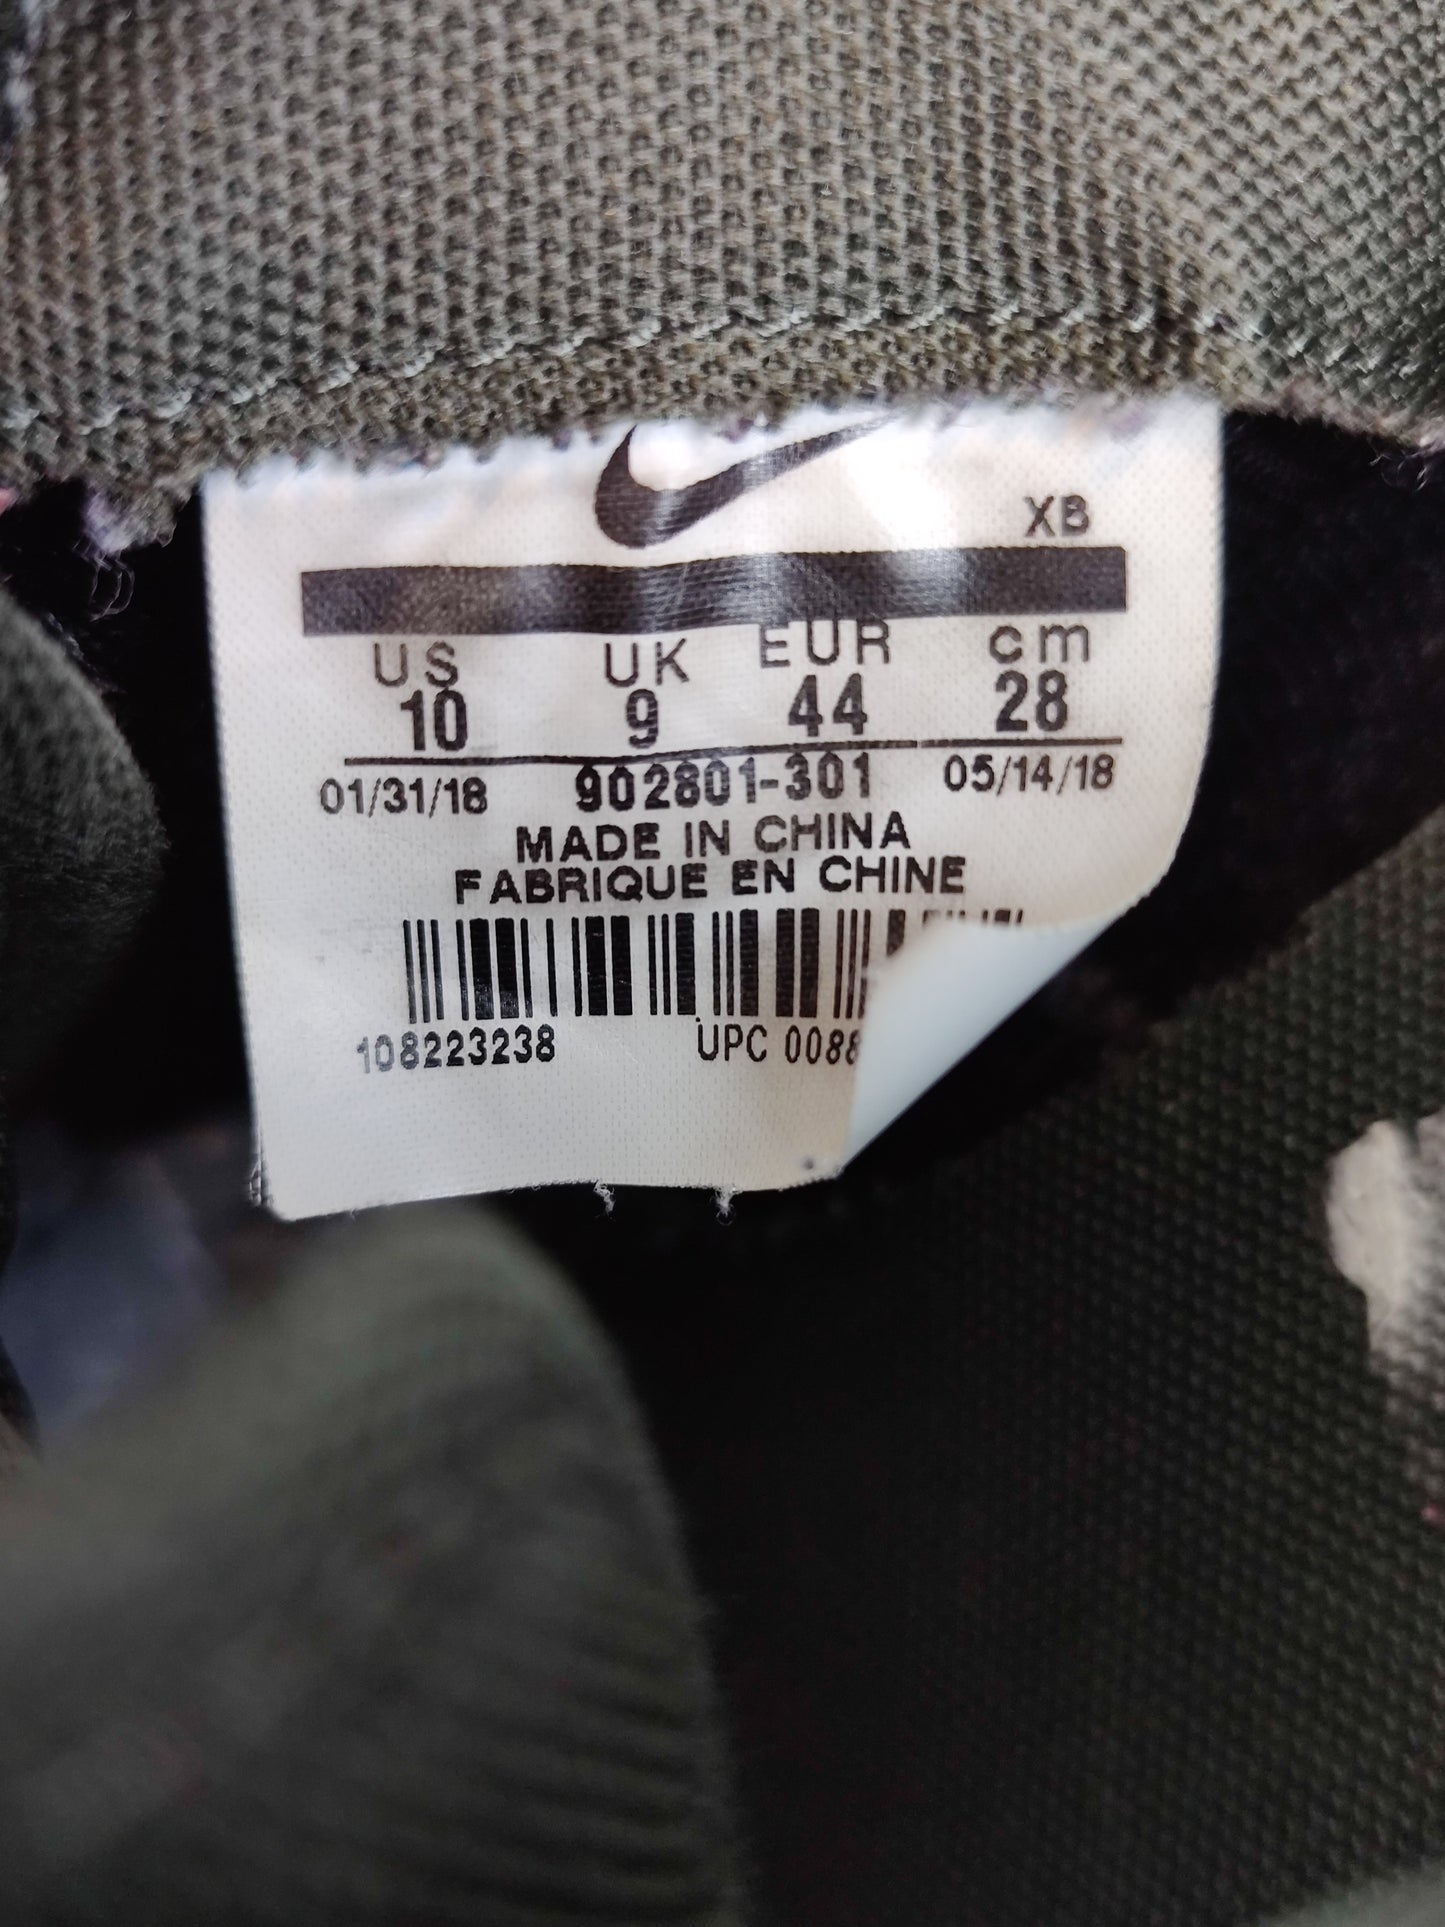 XB
US UK EUR cm
10 9 44 28
01/31/18 902801-301 05/14/18
MADE IN CHINA
FABRIQUE EN CHINE
108223238 UPC 0088